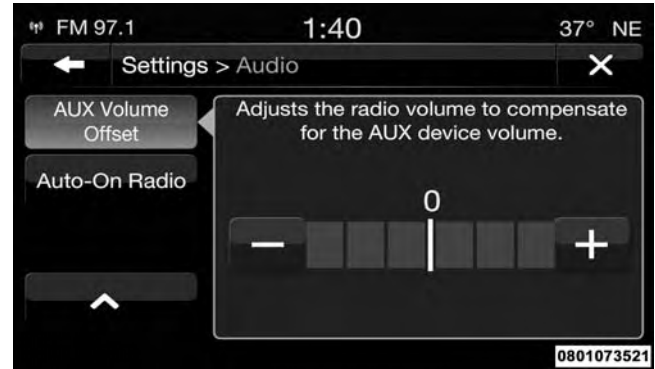 FM 97.1 1:40 37° NE
Settings > Audio
AUX Volume
Offset
Adjusts the radio volume to compensate
for the AUX device volume.
Auto-On Radio
0
0801073521